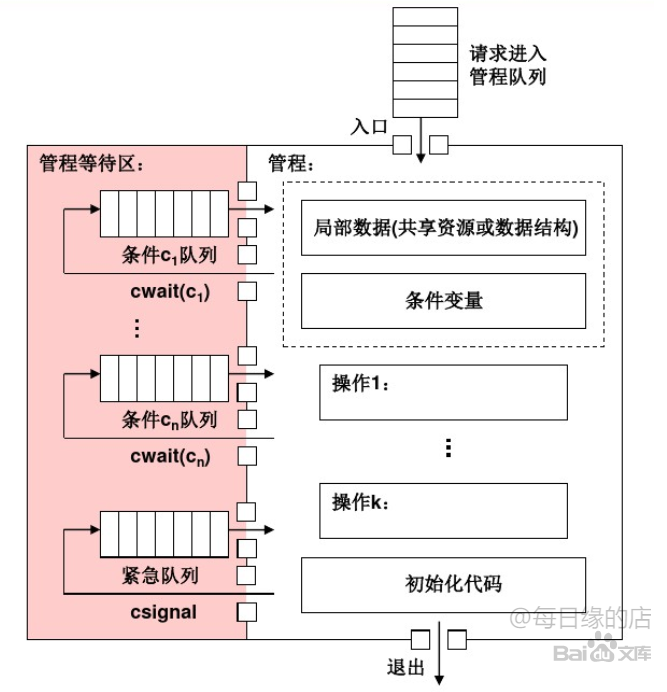 请求进入
管程队列
入口
管程等待区：
管程：
条件c₁队列
cwait(c₁)
⋮
条件cₙ队列
cwait(cₙ)
紧急队列
csignal
局部数据(共享资源或数据结构)
条件变量
操作1：
⋮
操作k：
初始化代码
退出
@每日缘的店
Bai du 文库